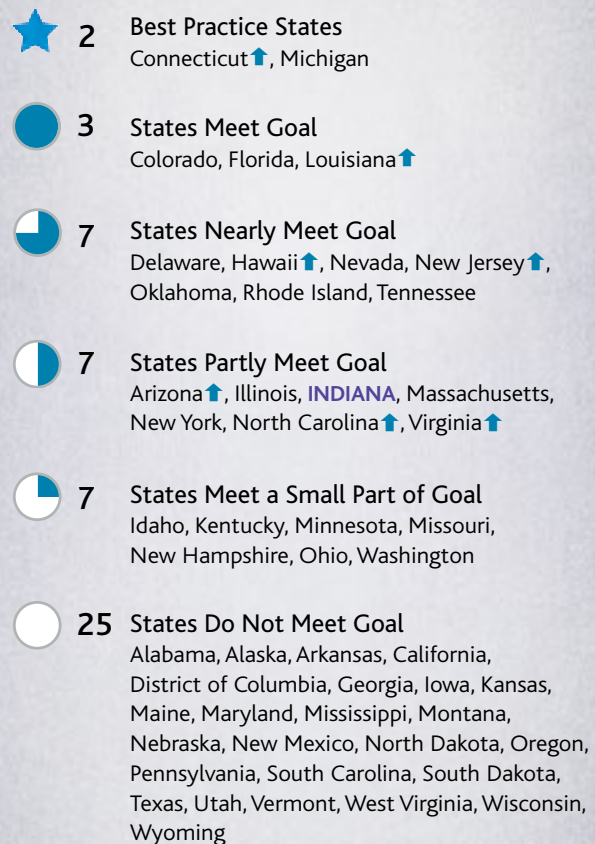 2 Best Practice States
Connecticut⬆, Michigan
3 States Meet Goal
Colorado, Florida, Louisiana⬆
7 States Nearly Meet Goal
Delaware, Hawaii⬆, Nevada, New Jersey⬆,
Oklahoma, Rhode Island, Tennessee
7 States Partly Meet Goal
Arizona⬆, Illinois, INDIANA, Massachusetts,
New York, North Carolina⬆, Virginia⬆
7 States Meet a Small Part of Goal
Idaho, Kentucky, Minnesota, Missouri,
New Hampshire, Ohio, Washington
25 States Do Not Meet Goal
Alabama, Alaska, Arkansas, California,
District of Columbia, Georgia, Iowa, Kansas,
Maine, Maryland, Mississippi, Montana,
Nebraska, New Mexico, North Dakota, Oregon,
Pennsylvania, South Carolina, South Dakota,
Texas, Utah, Vermont, West Virginia, Wisconsin,
Wyoming